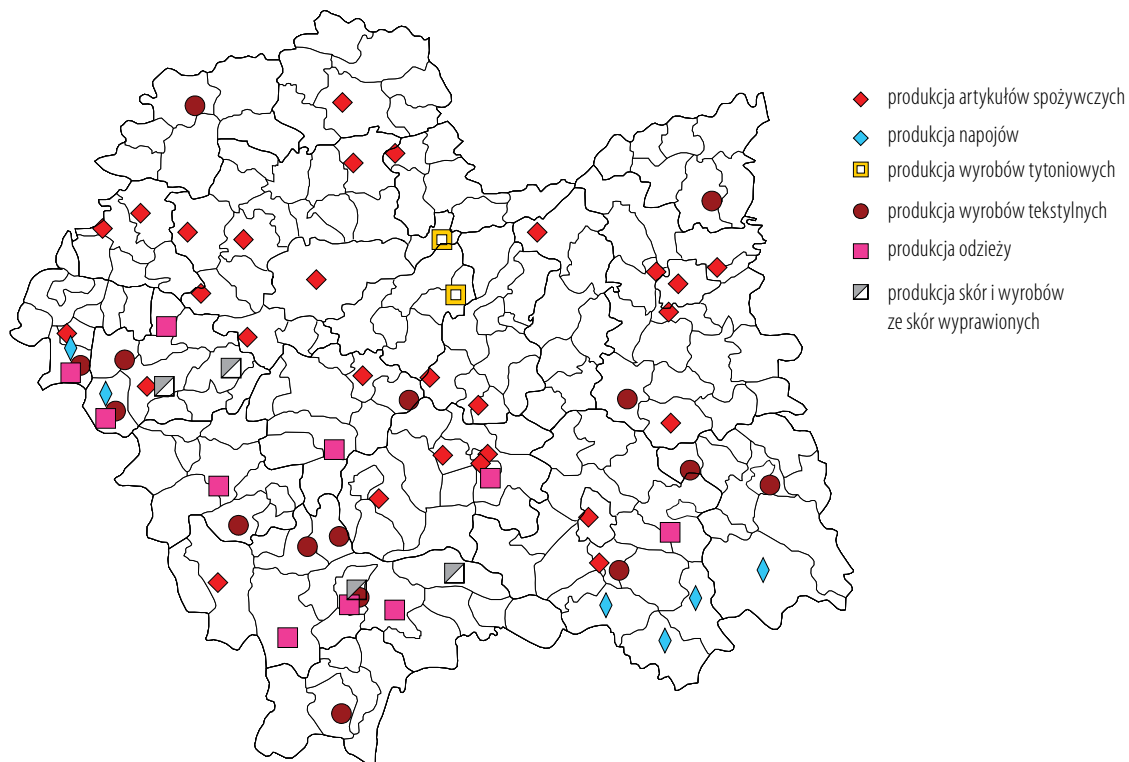 produkcja artykułów spożywczych
produkcja napojów
produkcja wyrobów tytoniowych
produkcja wyrobów tekstylnych
produkcja odzieży
produkcja skór i wyrobów
ze skór wyprawionych